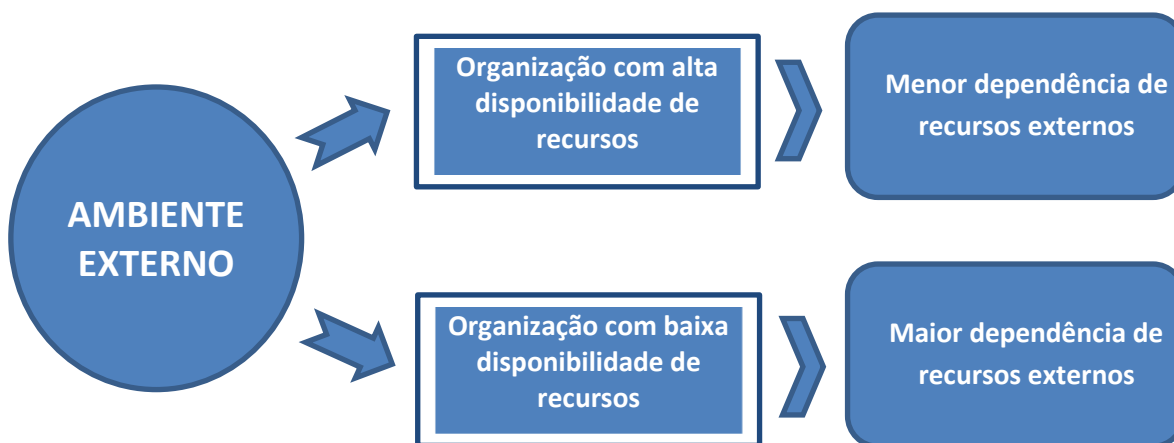 AMBIENTE
EXTERNO
Organização com alta
disponibilidade de
recursos
Menor dependência de
recursos externos
Organização com baixa
disponibilidade de
recursos
Maior dependência de
recursos externos